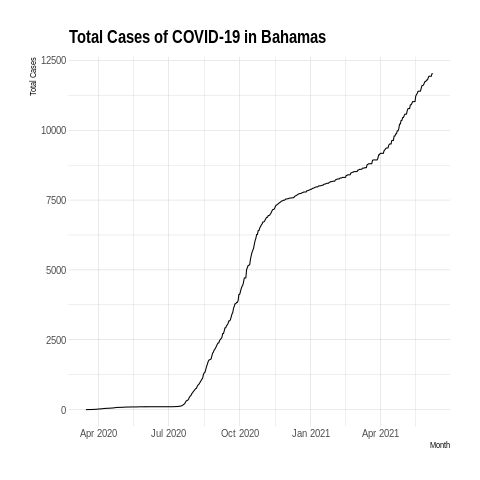 Total Cases of COVID-19 in Bahamas
Total Cases
12500
10000
7500
5000
2500
0
Apr 2020 Jul 2020 Oct 2020 Jan 2021 Apr 2021
Month